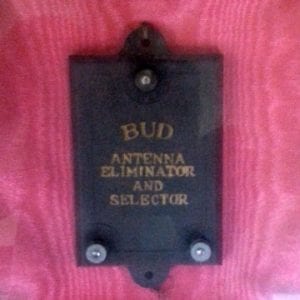 BUD
ANTENNA
ELIMINATOR
AND
SELECTOR